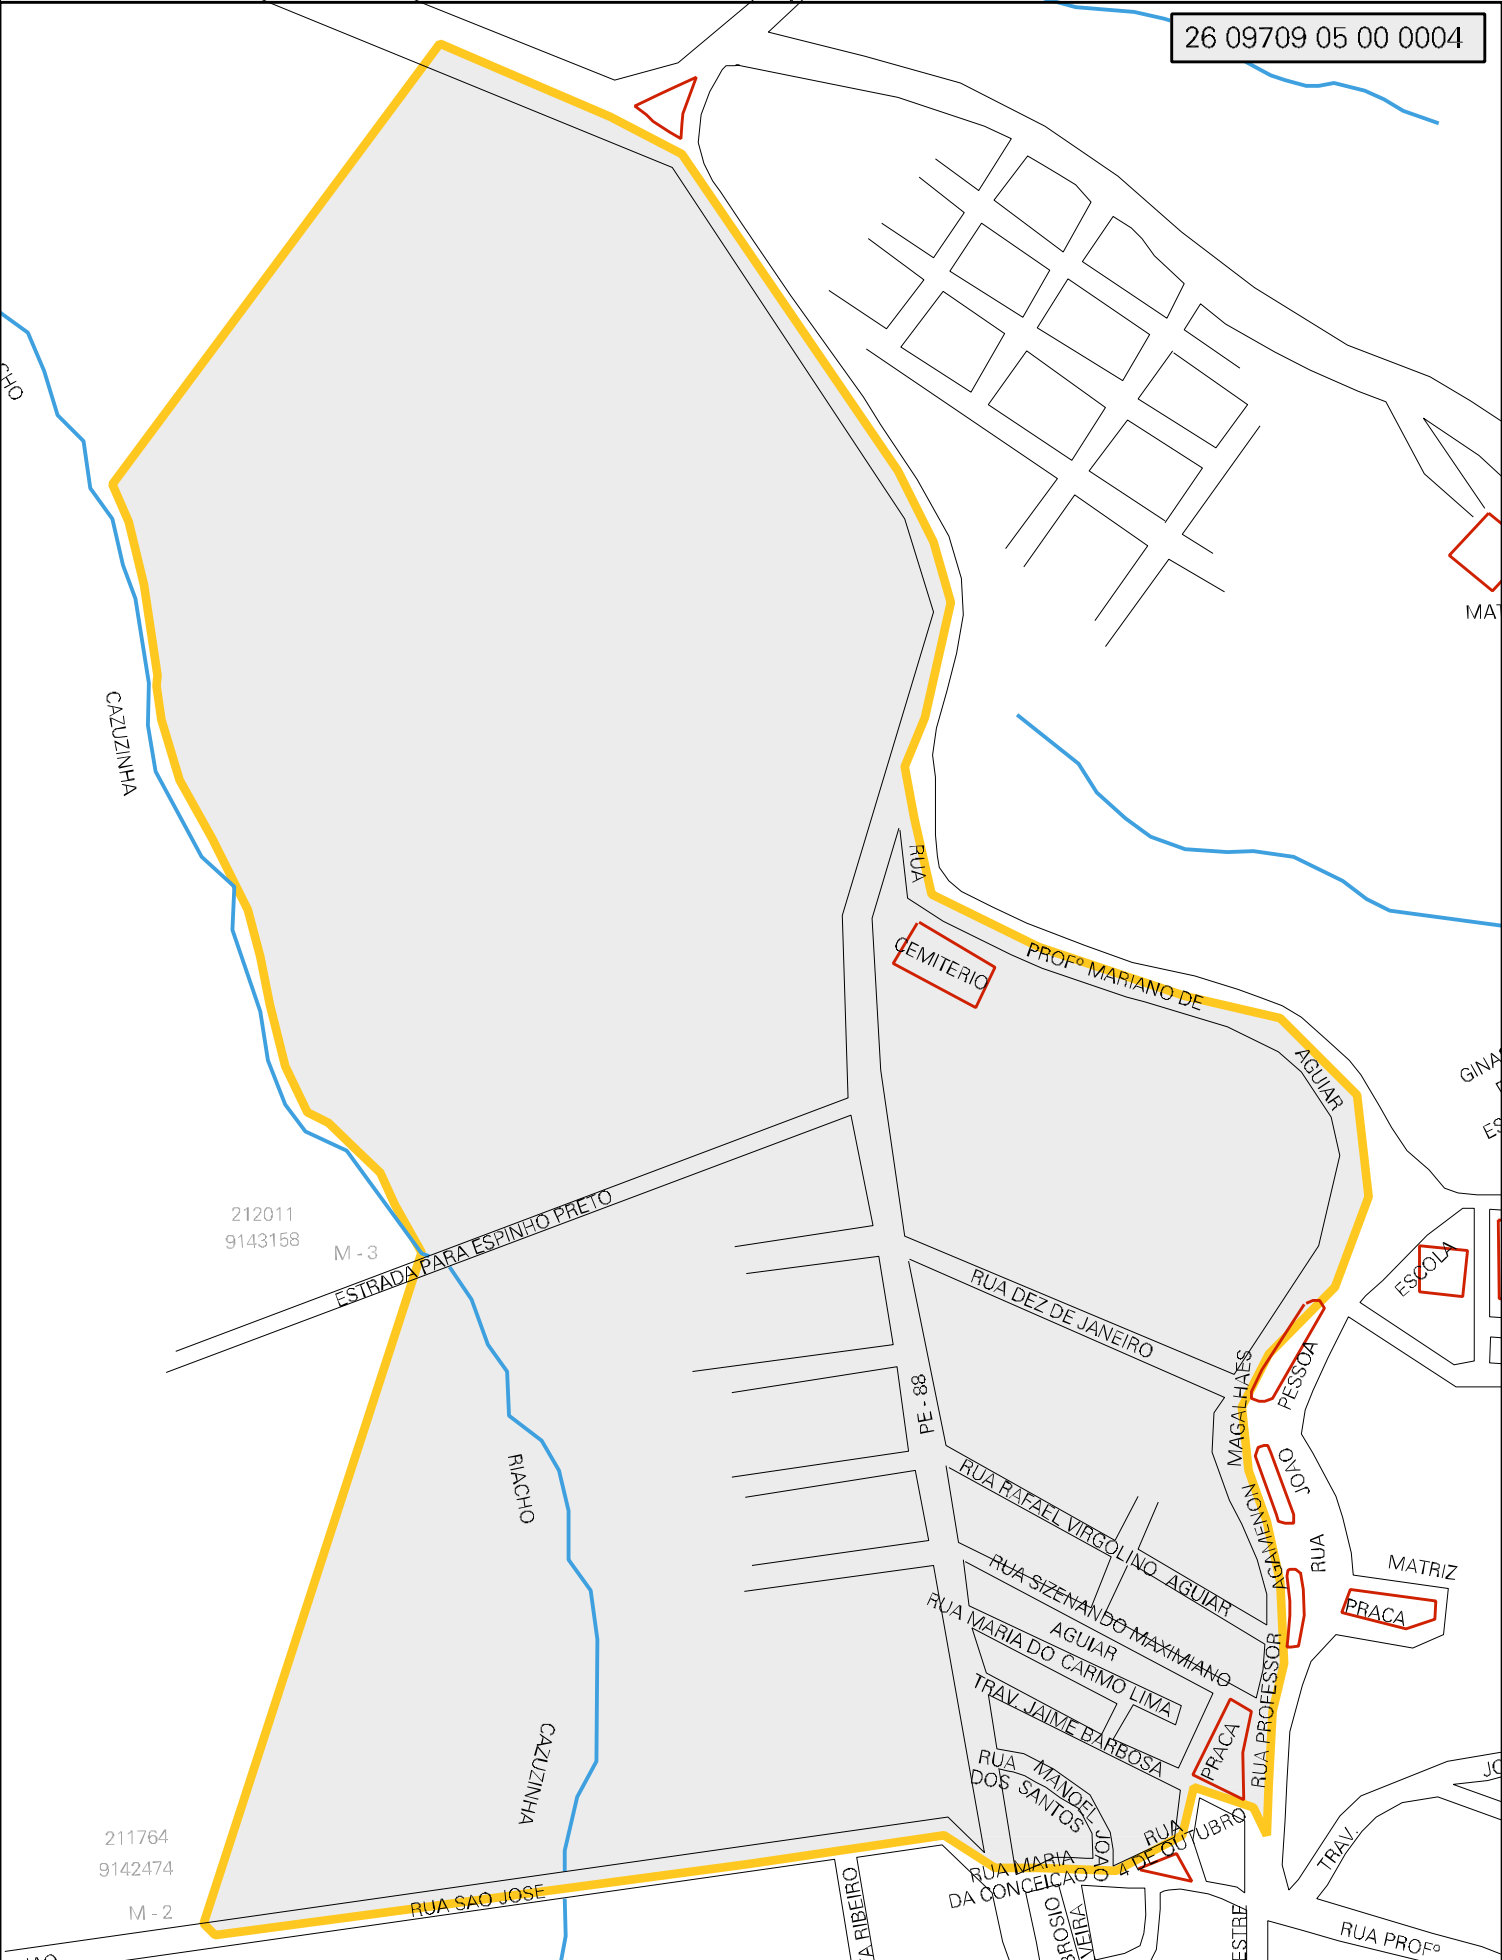 26 09709 05 00 0004
CAZUZINHA
RUA
CEMITERIO
PROFº MARIANO DE
AGUIAR
212011
9143158
M - 3
ESTRADA PARA ESPINHO PRETO
ESCOLA
RUA DEZ DE JANEIRO
MAGALHAES
PESSOA
PE - 88
RIACHO
JOAO
RUA RAFAEL VIRGOLINO AGUIAR
AGAMENON
RUA
MATRIZ
PRACA
RUA SIZENANDO MAXIMIANO
AGUIAR
RUA MARIA DO CARMO LIMA
TRAV. JAIME BARBOSA
RUA PROFESSOR
PRACA
CAZUZINHA
RUA MANOEL JOAO
DOS SANTOS
RUA
4 DE OUTUBRO
RUA MARIA
DA CONCEICAO
211764
9142474
M - 2
RUA SAO JOSE
TRAV.
RUA PROFº